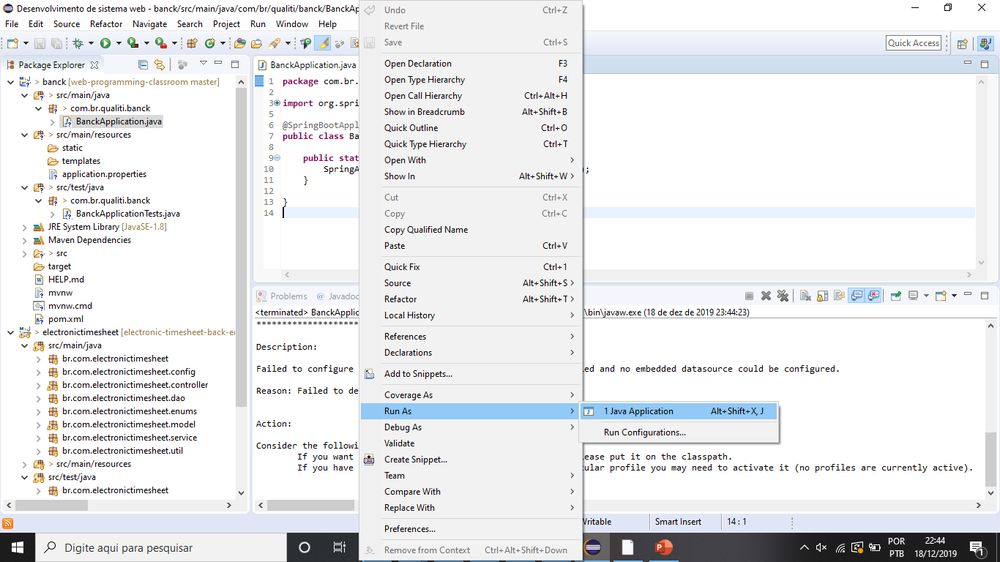 Desenvolvimento de sistema web - banck/src/main/java/com/br/qualiti/banck/BanckAp
File Edit Source Refactor Navigate Search Project Run Window Help
Quick Access
Package Explorer
banck [web-programming-classroom master]
src/main/java
com.br.qualiti.banck
BanckApplication.java
src/main/resources
static
templates
application.properties
src/test/java
com.br.qualiti.banck
BanckApplicationTests.java
JRE System Library [JavaSE-1.8]
Maven Dependencies
src
target
HELP.md
mvnw
mvnw.cmd
pom.xml
electronictimesheet [electronic-timesheet-back-e
src/main/java
br.com.electronictimesheet
br.com.electronictimesheet.config
br.com.electronictimesheet.controller
br.com.electronictimesheet.dao
br.com.electronictimesheet.enums
br.com.electronictimesheet.model
br.com.electronictimesheet.service
br.com.electronictimesheet.util
src/main/resources
src/test/java
br.com.electronictimesheet
BanckApplication.java
1 package com.br.
2
3 import org.spri
5
6 @SpringBootAppl
7 public class Ba
8
9 public stat
10 SpringA );
11 }
12
13 }
14
Undo Ctrl+Z
Revert File
Save Ctrl+S
Open Declaration F3
Open Type Hierarchy F4
Open Call Hierarchy Ctrl+Alt+H
Show in Breadcrumb Alt+Shift+B
Quick Outline Ctrl+O
Quick Type Hierarchy Ctrl+T
Open With
Show In Alt+Shift+W
Cut Ctrl+X
Copy Ctrl+C
Copy Qualified Name
Paste Ctrl+V
Quick Fix Ctrl+1
Source Alt+Shift+S
Refactor Alt+Shift+T
Local History
References
Declarations
Add to Snippets...
Coverage As
Run As
Debug As
Validate
Create Snippet...
Team
Compare With
Replace With
Preferences...
Remove from Context Ctrl+Alt+Shift+Down
1 Java Application Alt+Shift+X, J
Run Configurations...
Problems @ Javadoc
<terminated> BanckApplic \bin\javaw.exe (18 de dez de 2019 23:44:23)
*********************
Description:
Failed to configure ed and no embedded datasource could be configured.
Reason: Failed to de
Action:
Consider the followi
If you want lease put it on the classpath.
If you have cular profile you may need to activate it (no profiles are currently active).
Writable Smart Insert 14 : 1
Digite aqui para pesquisar
POR
PTB
22:44
18/12/2019
1